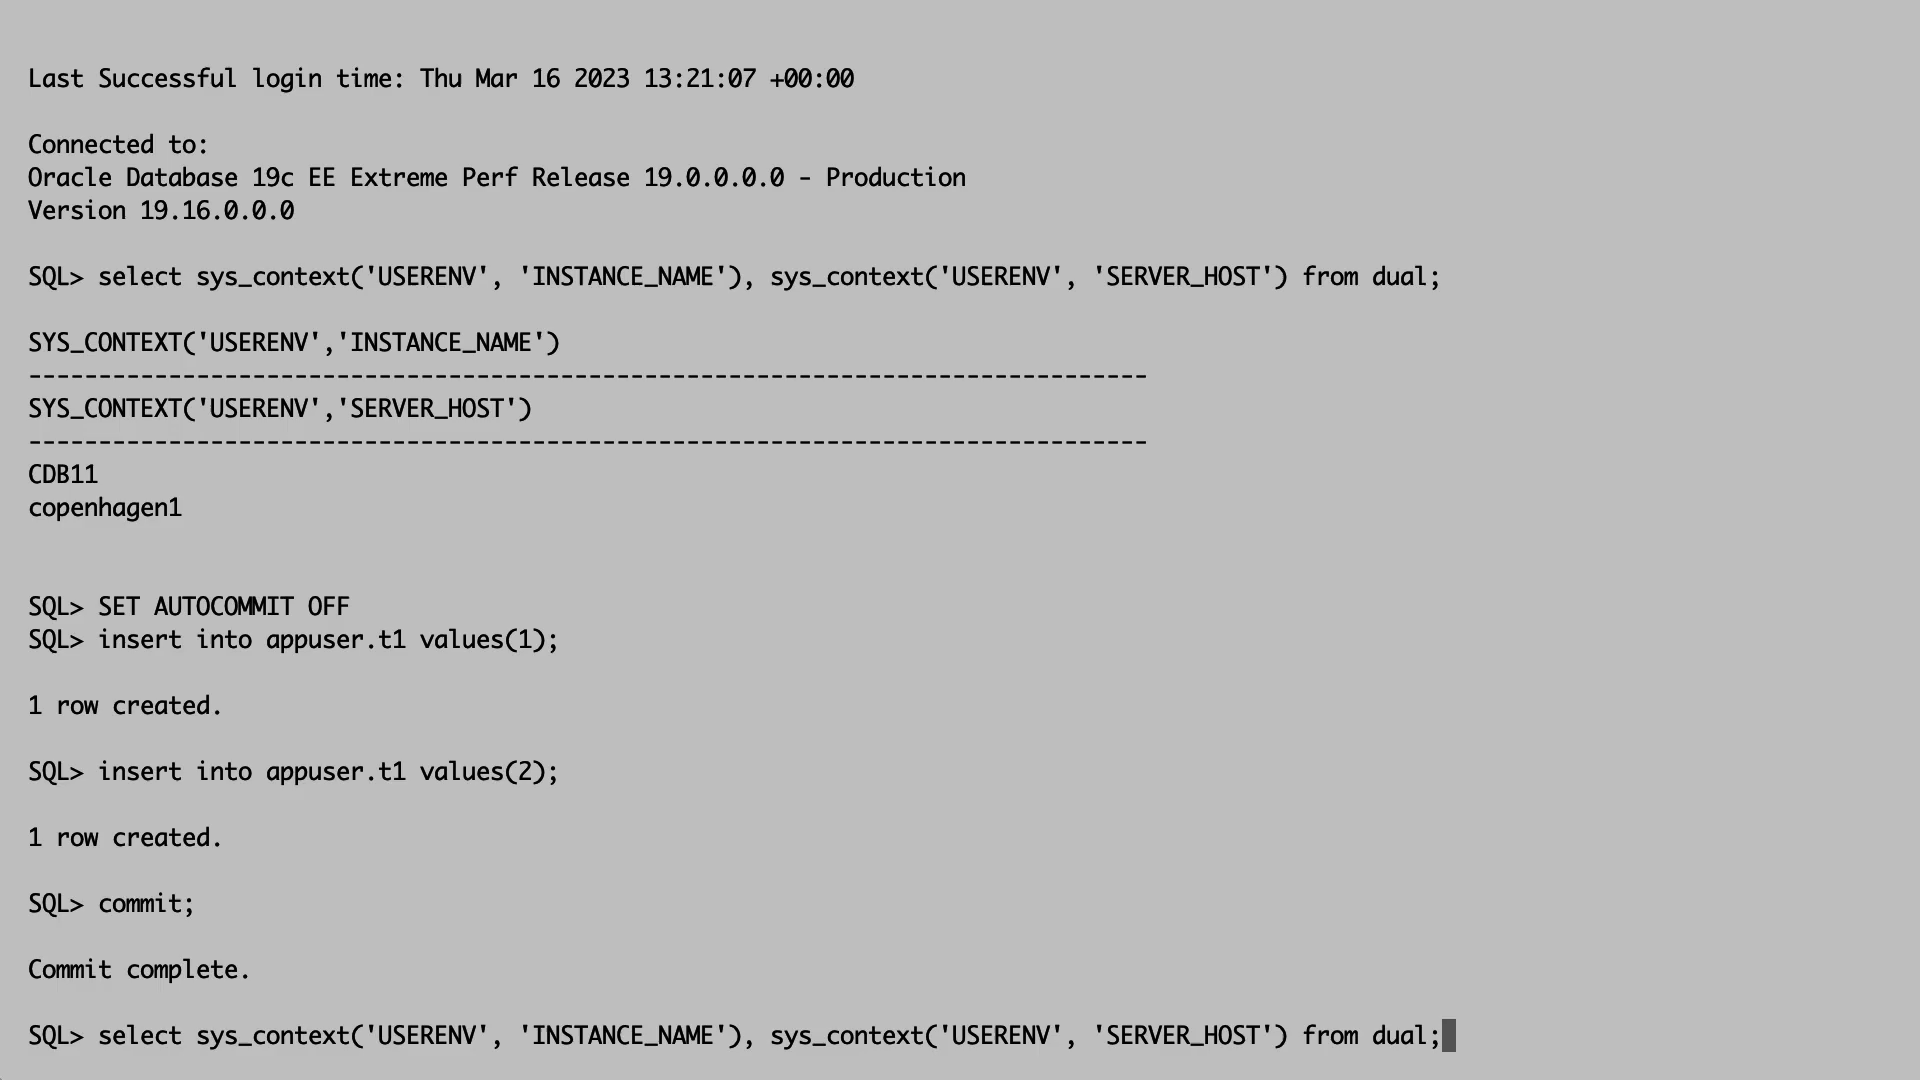 Last Successful login time: Thu Mar 16 2023 13:21:07 +00:00
Connected to:
Oracle Database 19c EE Extreme Perf Release 19.0.0.0.0 - Production
Version 19.16.0.0.0
SQL> select sys_context('USERENV', 'INSTANCE_NAME'), sys_context('USERENV', 'SERVER_HOST') from dual;
SYS_CONTEXT('USERENV','INSTANCE_NAME')
--------------------------------------------------------------------------------
SYS_CONTEXT('USERENV','SERVER_HOST')
--------------------------------------------------------------------------------
CDB11
copenhagen1
SQL> SET AUTOCOMMIT OFF
SQL> insert into appuser.t1 values(1);
1 row created.
SQL> insert into appuser.t1 values(2);
1 row created.
SQL> commit;
Commit complete.
SQL> select sys_context('USERENV', 'INSTANCE_NAME'), sys_context('USERENV', 'SERVER_HOST') from dual;